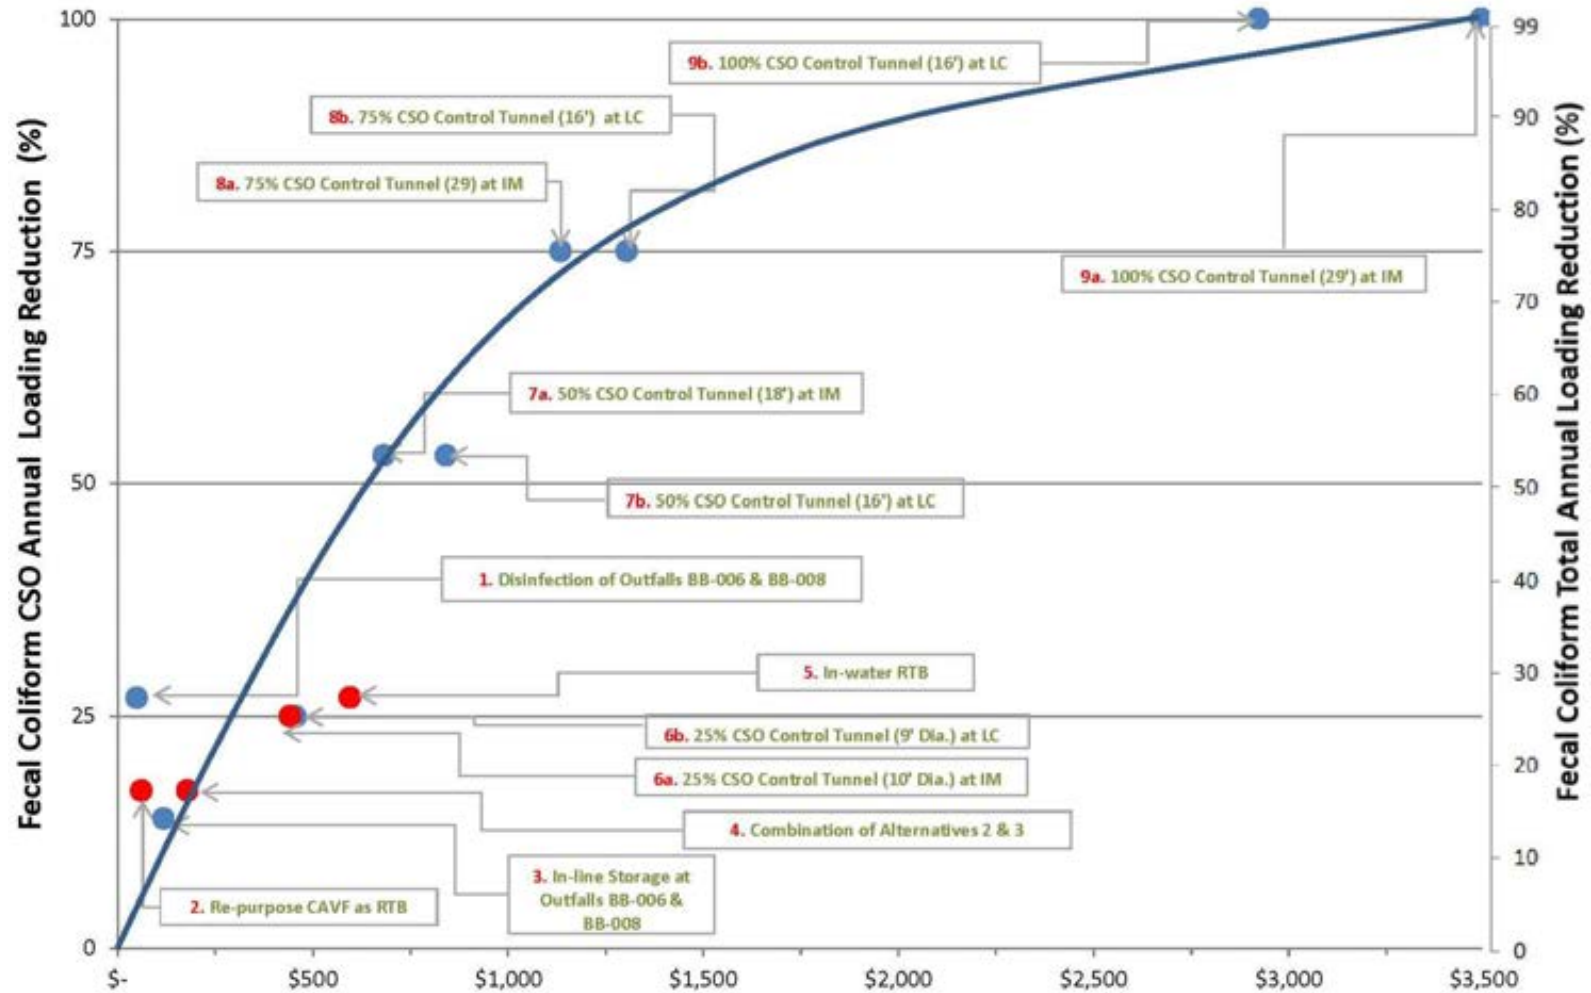 100
99
9b. 100% CSO Control Tunnel (16') at LC
8b. 75% CSO Control Tunnel (16') at LC
90
8a. 75% CSO Control Tunnel (29) at IM
80
75
9a. 100% CSO Control Tunnel (29') at IM
70
7a. 50% CSO Control Tunnel (18') at IM
60
50
50
7b. 50% CSO Control Tunnel (16') at LC
1. Disinfection of Outfalls BB-006 & BB-008
40
5. In-water RTB
30
25
6b. 25% CSO Control Tunnel (9' Dia.) at LC
6a. 25% CSO Control Tunnel (10' Dia.) at IM
20
4. Combination of Alternatives 2 & 3
10
3. In-line Storage at
Outfalls BB-006 &
BB-008
2. Re-purpose CAVF as RTB
0
0
$-
$500
$1,000
$1,500
$2,000
$2,500
$3,000
$3,500
Fecal Coliform CSO Annual Loading Reduction (%)
Fecal Coliform Total Annual Loading Reduction (%)